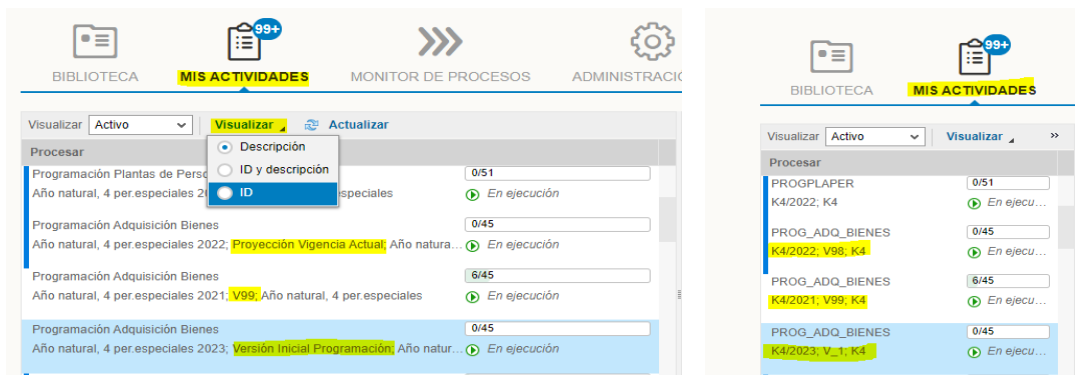 99+
BIBLIOTECA MIS ACTIVIDADES MONITOR DE PROCESOS
Visualizar Activo Visualizar Actualizar
Procesar
Descripción
ID y descripción
ID
Programación Plantas de 0/51
Año natural, 4 per.especiales En ejecución
Programación Adquisición Bienes 0/45
Año natural, 4 per.especiales 2022; Proyección Vigencia Actual; Año natura... En ejecución
Programación Adquisición Bienes 6/45
Año natural, 4 per.especiales 2021; V99; Año natural, 4 per.especiales En ejecución
Programación Adquisición Bienes 0/45
Año natural, 4 per.especiales 2023; Versión Inicial Programación; Año natur... En ejecución
99+
BIBLIOTECA MIS ACTIVIDADES
Visualizar Activo Visualizar »
Procesar
PROGPLAPER 0/51
K4/2022; K4 En ejecu...
PROG_ADQ_BIENES 0/45
K4/2022; V98; K4 En ejecu...
PROG_ADQ_BIENES 6/45
K4/2021; V99; K4 En ejecu...
PROG_ADQ_BIENES 0/45
K4/2023; V_1; K4 En ejecu...